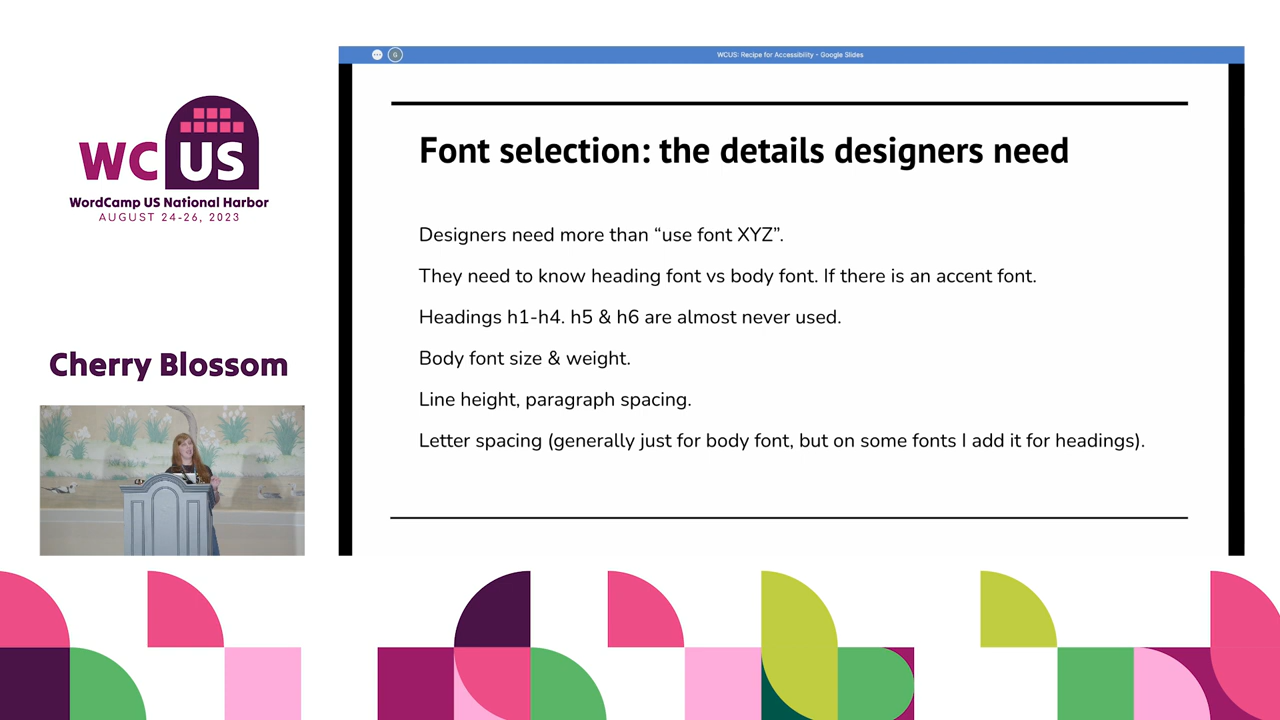 WCUS: Recipe for Accessibility - Google Slides
G
WC US
WordCamp US National Harbor
AUGUST 24-26, 2023
Cherry Blossom
Font selection: the details designers need
Designers need more than “use font XYZ”.
They need to know heading font vs body font. If there is an accent font.
Headings h1-h4. h5 & h6 are almost never used.
Body font size & weight.
Line height, paragraph spacing.
Letter spacing (generally just for body font, but on some fonts I add it for headings).